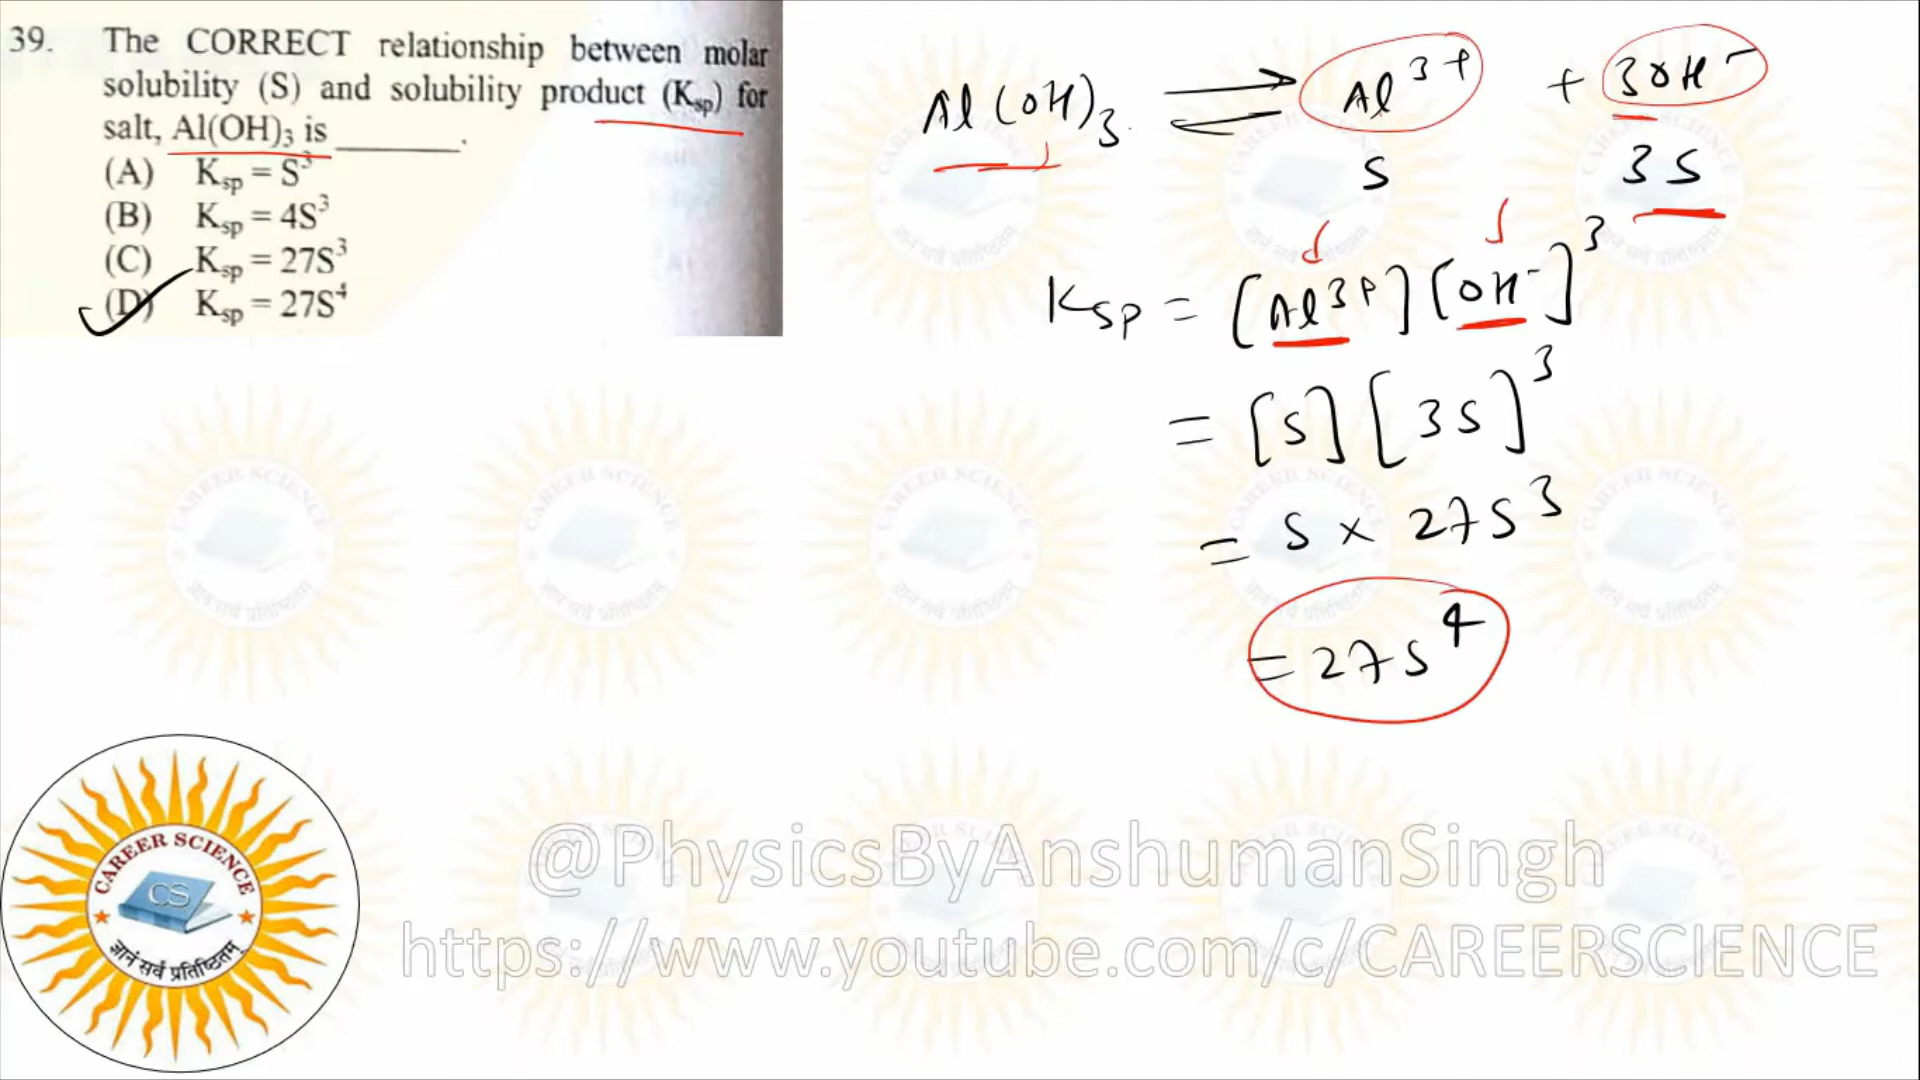 39. The CORRECT relationship between molar
solubility (S) and solubility product (Ksp) for
salt, Al(OH)3 is ________.
(A) Ksp = S³
(B) Ksp = 4S³
(C) Ksp = 27S³
(D) Ksp = 27S⁴
Al(OH)3 ⇌ Al³⁺ + 3OH⁻
S 3S
Ksp = [Al³⁺][OH⁻]³
= [S][3S]³
= S × 27S³
= 27S⁴
CAREER SCIENCE
CS
ज्ञानं सर्वं प्रतिष्ठितम्
@PhysicsByAnshumanSingh
https://www.youtube.com/c/CAREERSCIENCE